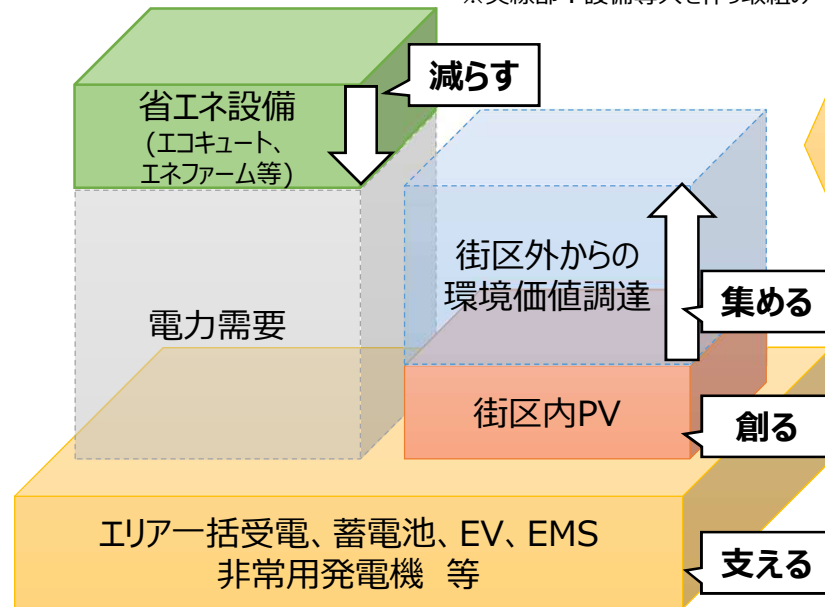 減らす
省エネ設備
(エコキュート、
エネファーム等)
街区外からの
環境価値調達
集める
電力需要
街区内PV
創る
エリア一括受電、蓄電池、EV、EMS
非常用発電機 等
支える